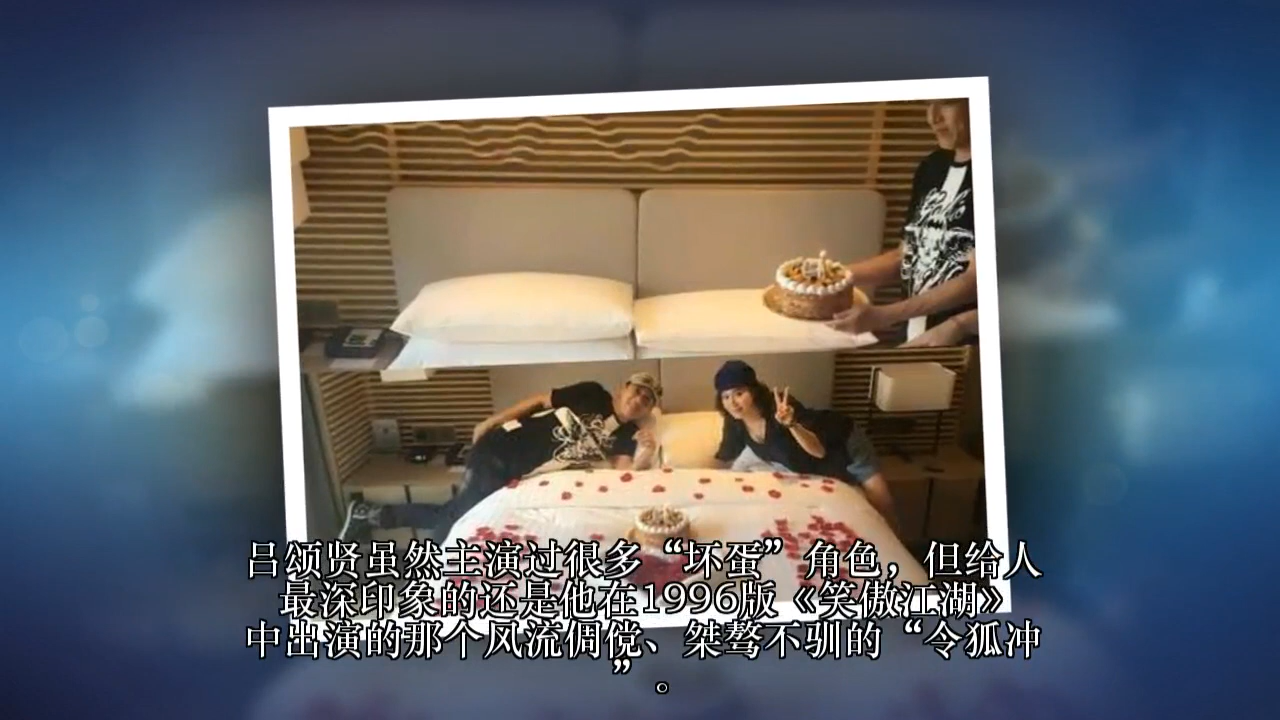 吕颂贤虽然主演过很多“坏蛋”角色，但给人
最深印象的还是他在1996版《笑傲江湖》
中出演的那个风流倜傥、桀骜不驯的“令狐冲
”。